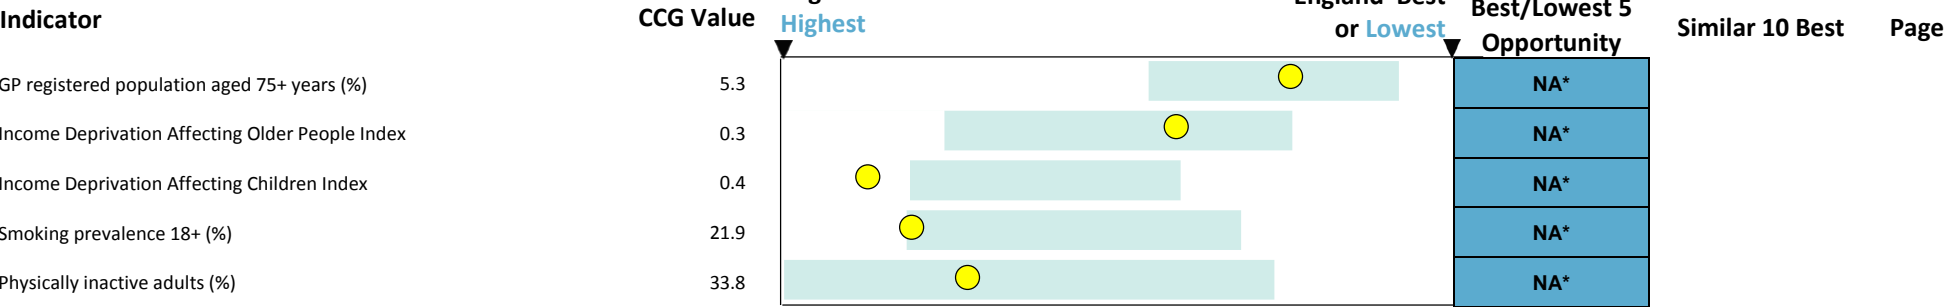 Indicator
CCG Value
Highest
England Best
or Lowest
Best/Lowest 5
Opportunity
Similar 10 Best
Page
GP registered population aged 75+ years (%) 5.3 NA*
Income Deprivation Affecting Older People Index 0.3 NA*
Income Deprivation Affecting Children Index 0.4 NA*
Smoking prevalence 18+ (%) 21.9 NA*
Physically inactive adults (%) 33.8 NA*